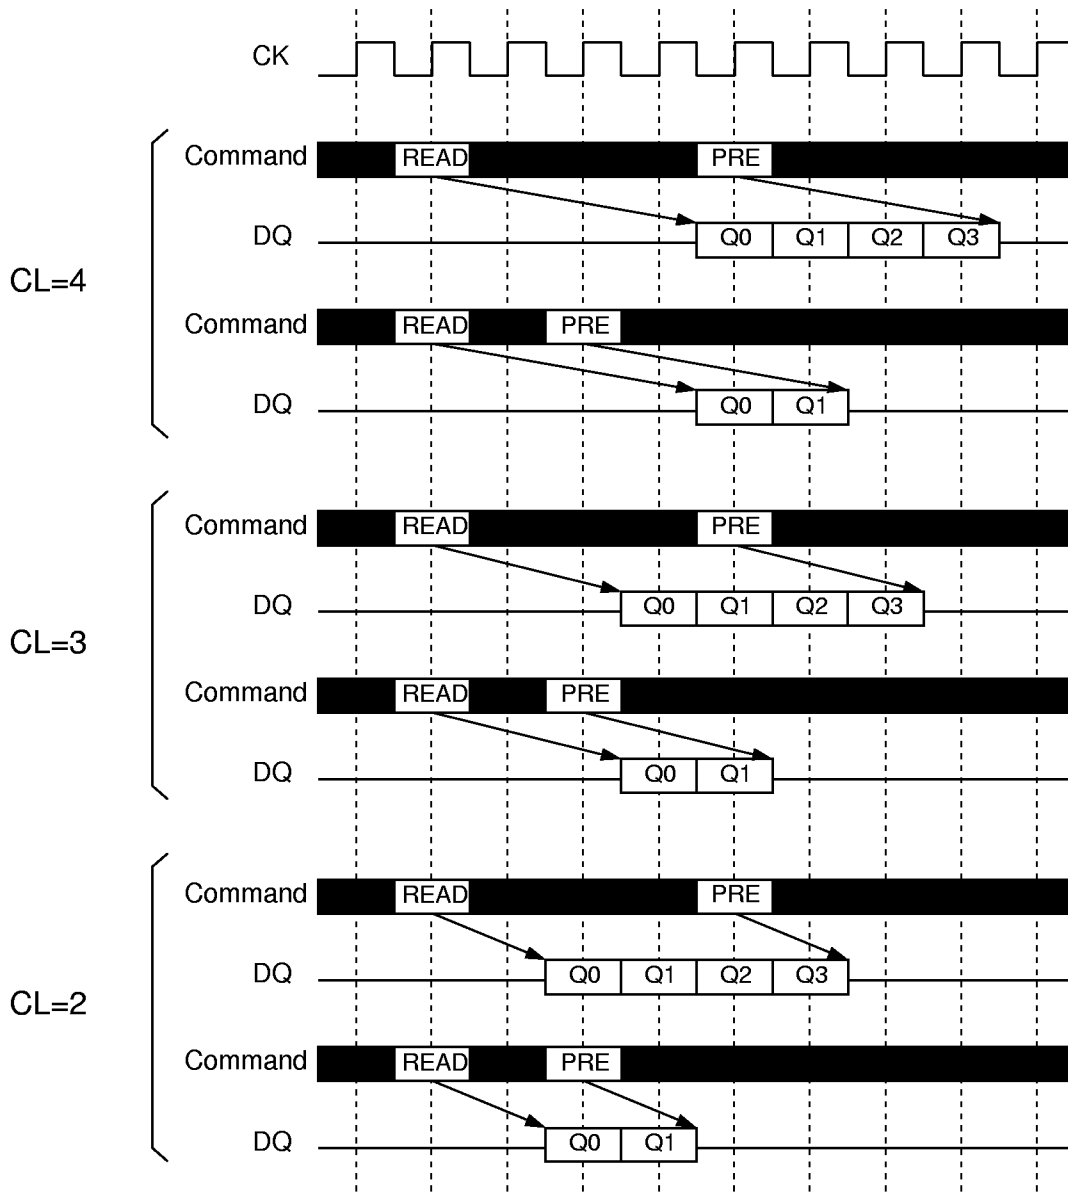 CK
Command READ PRE
DQ Q0 Q1 Q2 Q3
CL=4
Command READ PRE
DQ Q0 Q1
Command READ PRE
DQ Q0 Q1 Q2 Q3
CL=3
Command READ PRE
DQ Q0 Q1
Command READ PRE
DQ Q0 Q1 Q2 Q3
CL=2
Command READ PRE
DQ Q0 Q1